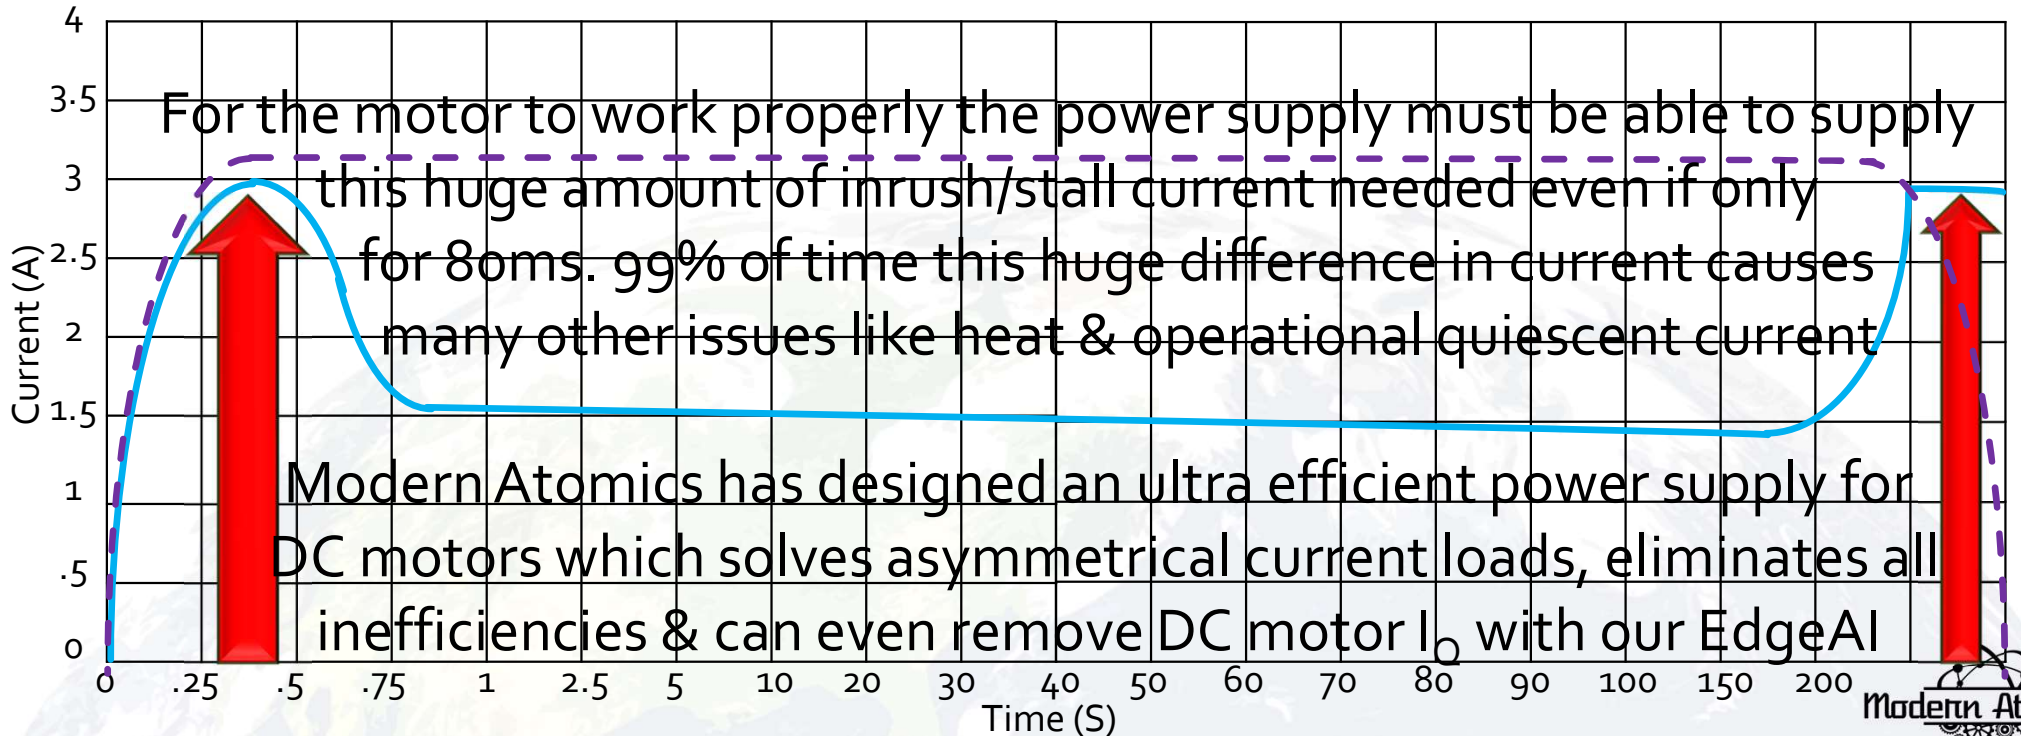 4
3.5
For the motor to work properly the power supply must be able to supply
3
this huge amount of inrush/stall current needed even if only
2.5
for 80ms. 99% of time this huge difference in current causes
2
many other issues like heat & operational quiescent current
Current (A)
1.5
1
Modern Atomics has designed an ultra efficient power supply for
.5
DC motors which solves asymmetrical current loads, eliminates all
0
inefficiencies & can even remove DC motor IQ with our EdgeAI
0 .25 .5 .75 1 2.5 5 10 20 30 40 50 60 70 80 90 100 150 200
Time (S)
Modern At